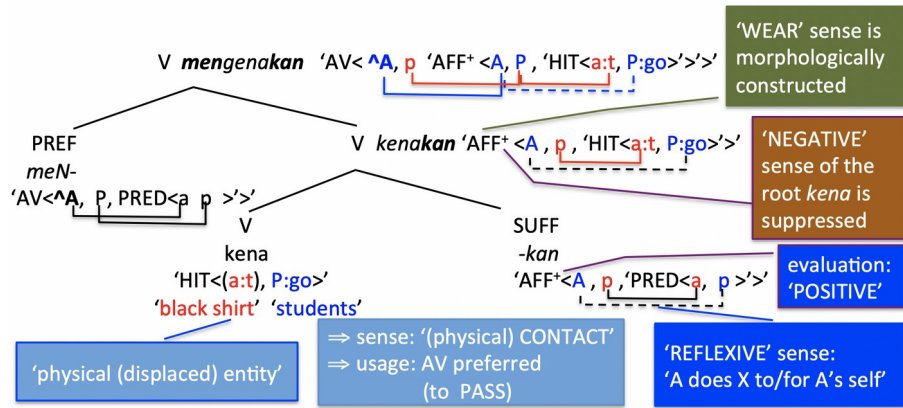 V mengenakan 'AV< ^A, p 'AFF⁺ <A, P, 'HIT<a:t, P:go>'>'>'
'WEAR' sense is
morphologically
constructed
PREF
meN-
'AV<^A, P, PRED<a p >'>'
V kenakan 'AFF⁺ <A , p ,'HIT<a:t, P:go>'>'
'NEGATIVE'
sense of the
root kena is
suppressed
V
kena
'HIT<(a:t), P:go>'
'black shirt' 'students'
SUFF
-kan
'AFF⁺<A , p ,'PRED<a, p >'>'
evaluation:
'POSITIVE'
'physical (displaced) entity'
⇒ sense: '(physical) CONTACT'
⇒ usage: AV preferred
(to PASS)
'REFLEXIVE' sense:
'A does X to/for A's self'